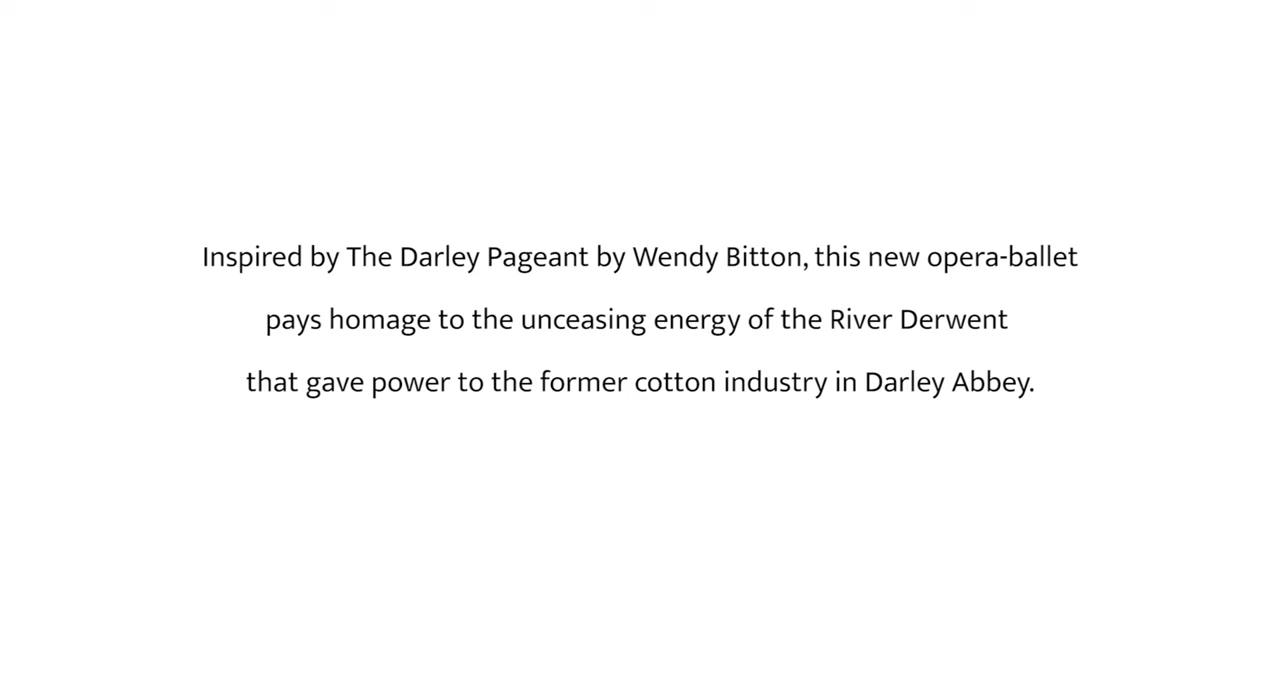 Inspired by The Darley Pageant by Wendy Bitton, this new opera-ballet
pays homage to the unceasing energy of the River Derwent
that gave power to the former cotton industry in Darley Abbey.